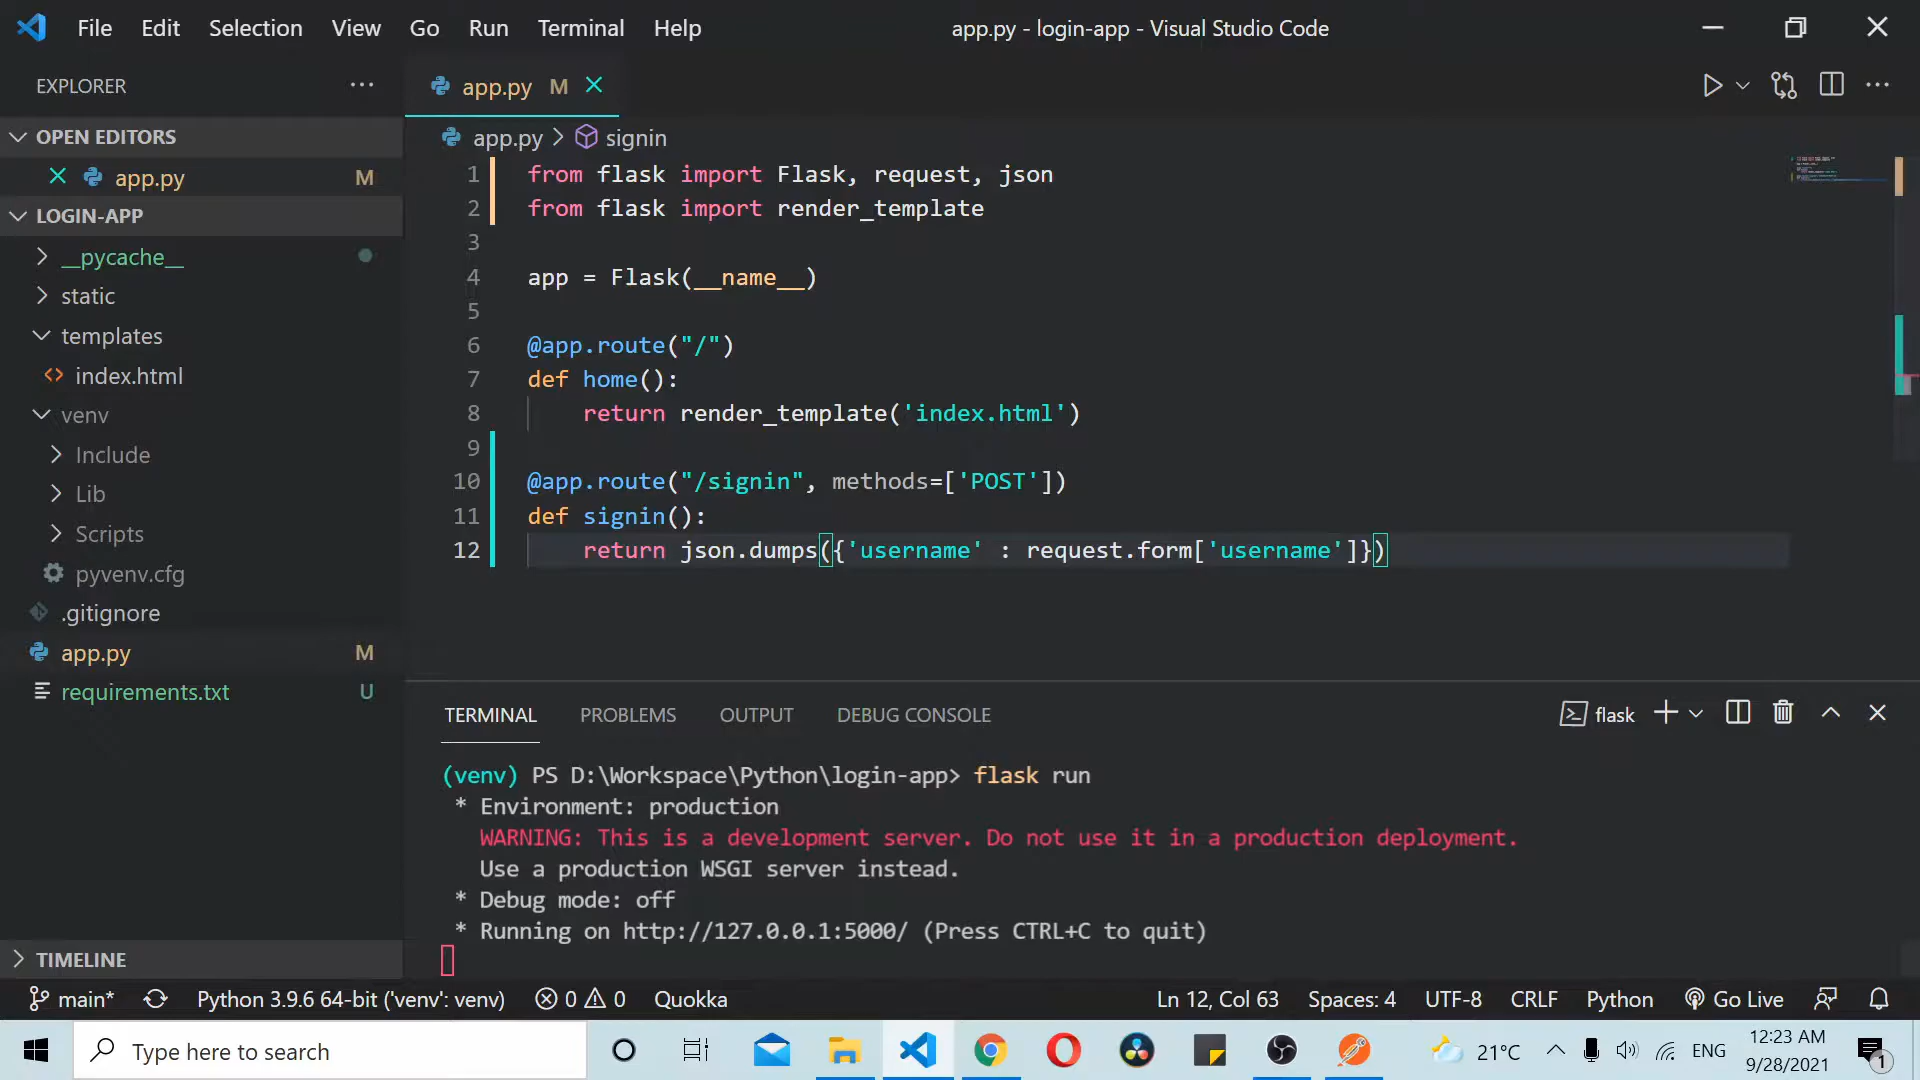 File Edit Selection View Go Run Terminal Help
app.py - login-app - Visual Studio Code
EXPLORER
OPEN EDITORS
app.py M
LOGIN-APP
__pycache__
static
templates
index.html
venv
Include
Lib
Scripts
pyvenv.cfg
.gitignore
app.py M
requirements.txt U
TIMELINE
app.py M
app.py > signin
1 from flask import Flask, request, json
2 from flask import render_template
3
4 app = Flask(__name__)
5
6 @app.route("/")
7 def home():
8 return render_template('index.html')
9
10 @app.route("/signin", methods=['POST'])
11 def signin():
12 return json.dumps({'username' : request.form['username']})
TERMINAL PROBLEMS OUTPUT DEBUG CONSOLE
flask
(venv) PS D:\Workspace\Python\login-app> flask run
* Environment: production
WARNING: This is a development server. Do not use it in a production deployment.
Use a production WSGI server instead.
* Debug mode: off
* Running on http://127.0.0.1:5000/ (Press CTRL+C to quit)
main* Python 3.9.6 64-bit ('venv': venv) 0 0 Quokka
Ln 12, Col 63 Spaces: 4 UTF-8 CRLF Python Go Live
Type here to search
21°C ENG
12:23 AM
9/28/2021
1